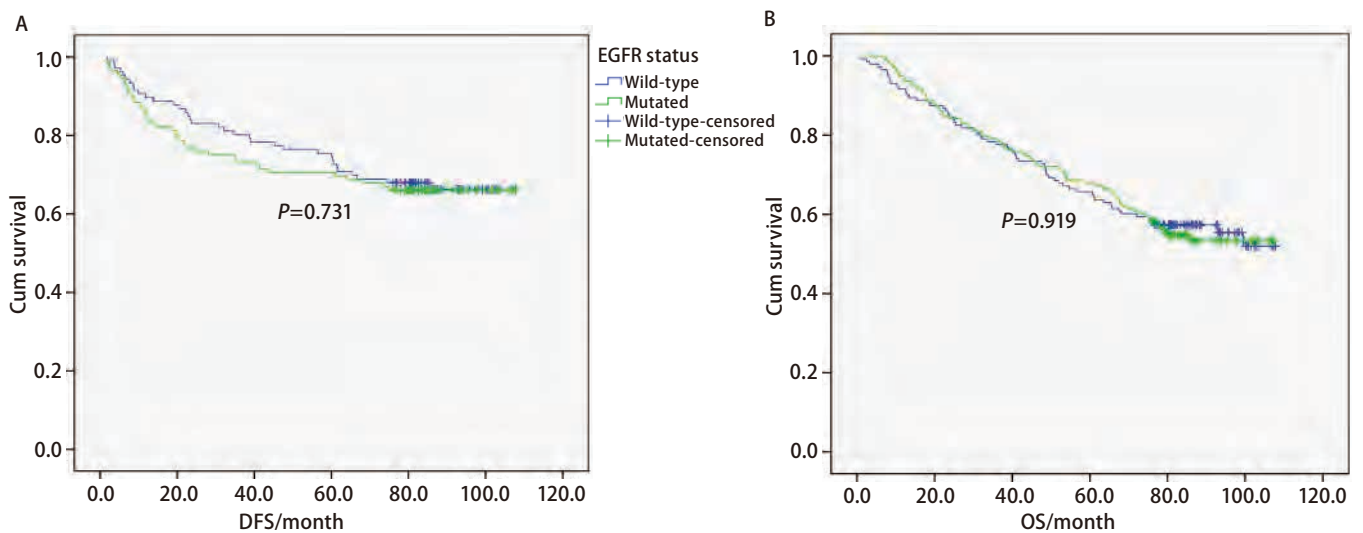 A
1.0
0.8
0.6
0.4
0.2
0.0
Cum survival
P=0.731
0.0 20.0 40.0 60.0 80.0 100.0 120.0
DFS/month
EGFR status
Wild-type
Mutated
Wild-type-censored
Mutated-censored
B
1.0
0.8
0.6
0.4
0.2
0.0
Cum survival
P=0.919
0.0 20.0 40.0 60.0 80.0 100.0 120.0
OS/month